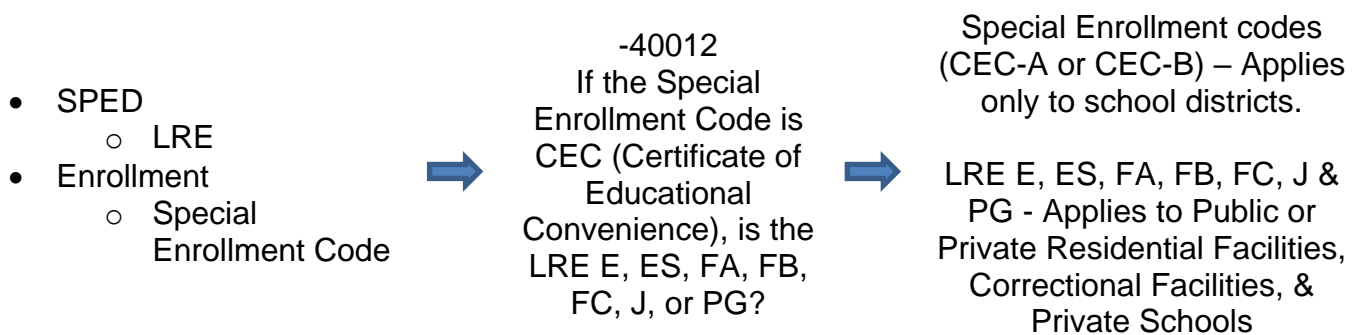 • SPED
o LRE
• Enrollment
o Special
Enrollment Code
-40012
If the Special
Enrollment Code is
CEC (Certificate of
Educational
Convenience), is the
LRE E, ES, FA, FB,
FC, J, or PG?
Special Enrollment codes
(CEC-A or CEC-B) – Applies
only to school districts.
LRE E, ES, FA, FB, FC, J &
PG - Applies to Public or
Private Residential Facilities,
Correctional Facilities, &
Private Schools